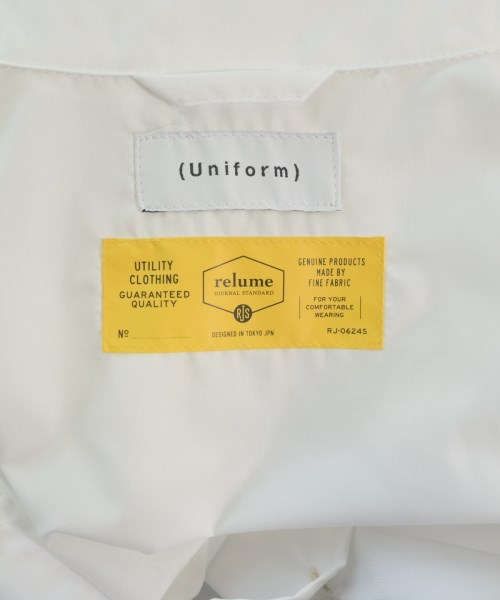 (Uniform)
UTILITY
CLOTHING
GUARANTEED
QUALITY
No
relume
JOURNAL STANDARD
RJS
DESIGNED IN TOKYO JPN
GENUINE PRODUCTS
MADE BY
FINE FABRIC
FOR YOUR
COMFORTABLE
WEARING
RJ-06245